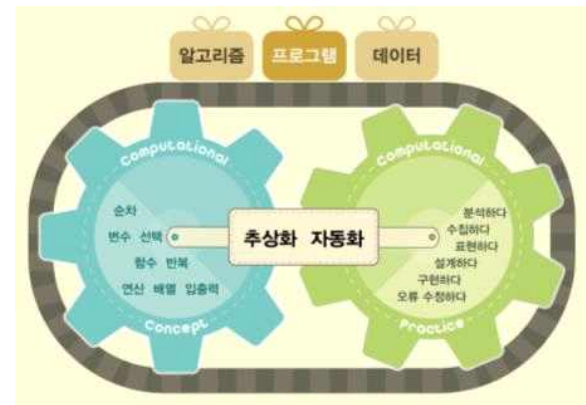 알고리즘 프로그램 데이터
Computational
순차
변수 선택
함수 반복
연산 배열 입출력
Concept
추상화 자동화
Computational
분석하다
수집하다
표현하다
설계하다
구현하다
오류 수정하다
Practice